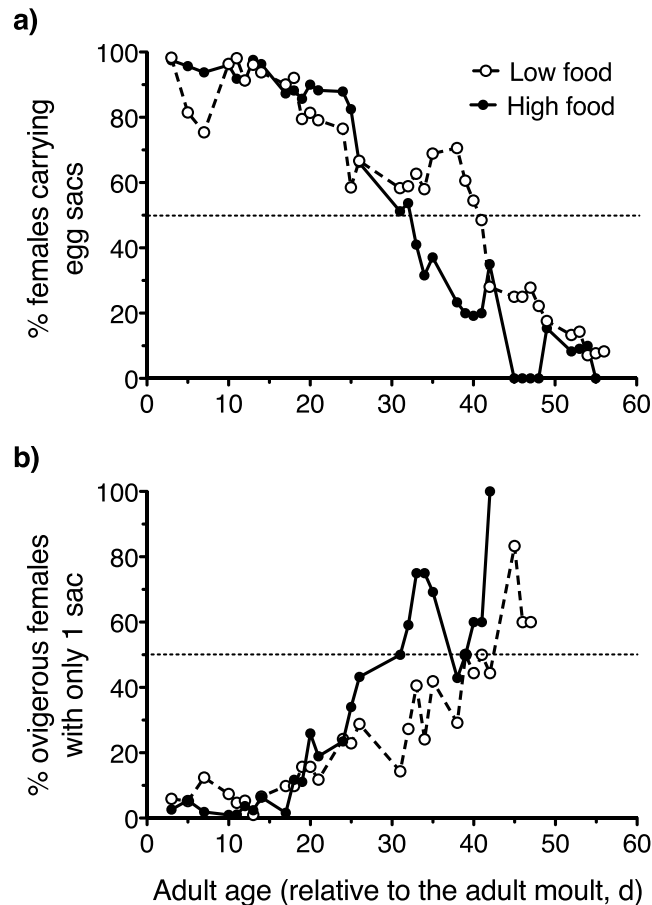 a)
100
80
60
40
20
0
% females carrying
egg sacs
Low food
High food
0 10 20 30 40 50 60
b)
100
80
60
40
20
0
% ovigerous females
with only 1 sac
0 10 20 30 40 50 60
Adult age (relative to the adult moult, d)